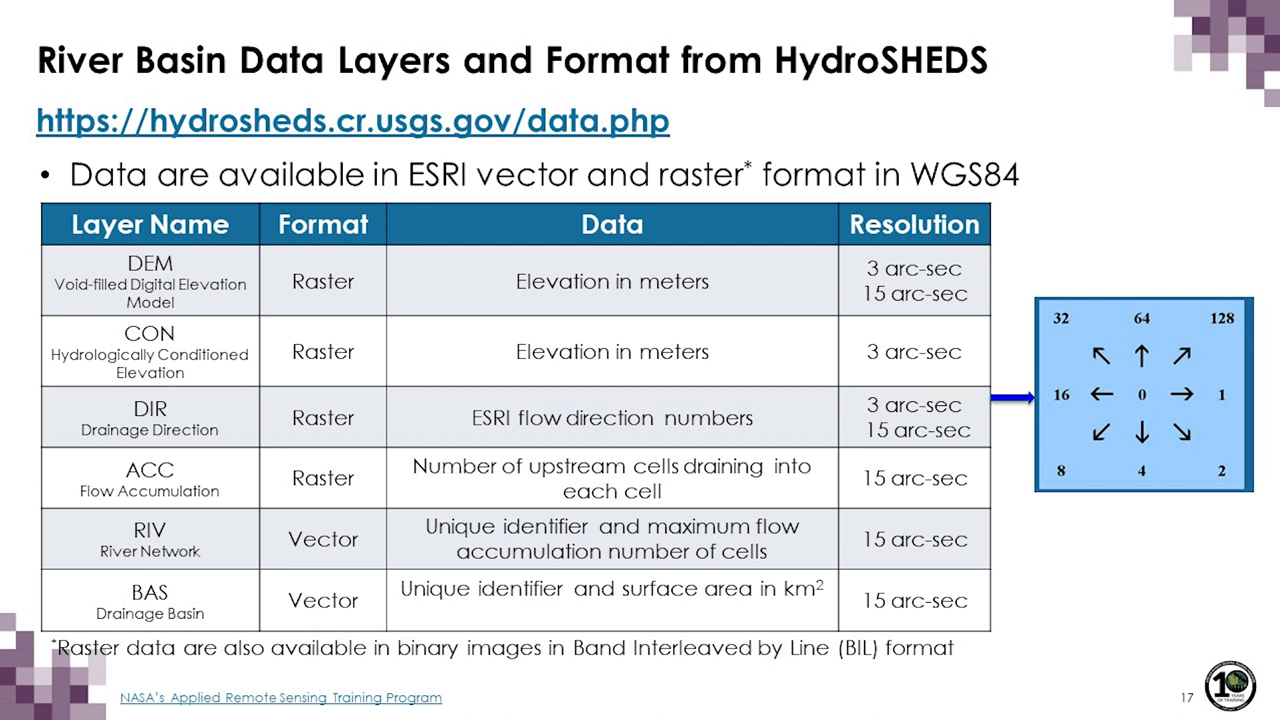 River Basin Data Layers and Format from HydroSHEDS
https://hydrosheds.cr.usgs.gov/data.php
• Data are available in ESRI vector and raster* format in WGS84
Layer Name Format Data Resolution
DEM
Void-filled Digital Elevation
Model
Raster
Elevation in meters
3 arc-sec
15 arc-sec
CON
Hydrologically Conditioned
Elevation
Raster
Elevation in meters
3 arc-sec
DIR
Drainage Direction
Raster
ESRI flow direction numbers
3 arc-sec
15 arc-sec
ACC
Flow Accumulation
Raster
Number of upstream cells draining into
each cell
15 arc-sec
RIV
River Network
Vector
Unique identifier and maximum flow
accumulation number of cells
15 arc-sec
BAS
Drainage Basin
Vector
Unique identifier and surface area in km2
15 arc-sec
32 64 128
16 0 1
8 4 2
*Raster data are also available in binary images in Band Interleaved by Line (BIL) format
NASA's Applied Remote Sensing Training Program
17
10
YEARS
OF TRAINING